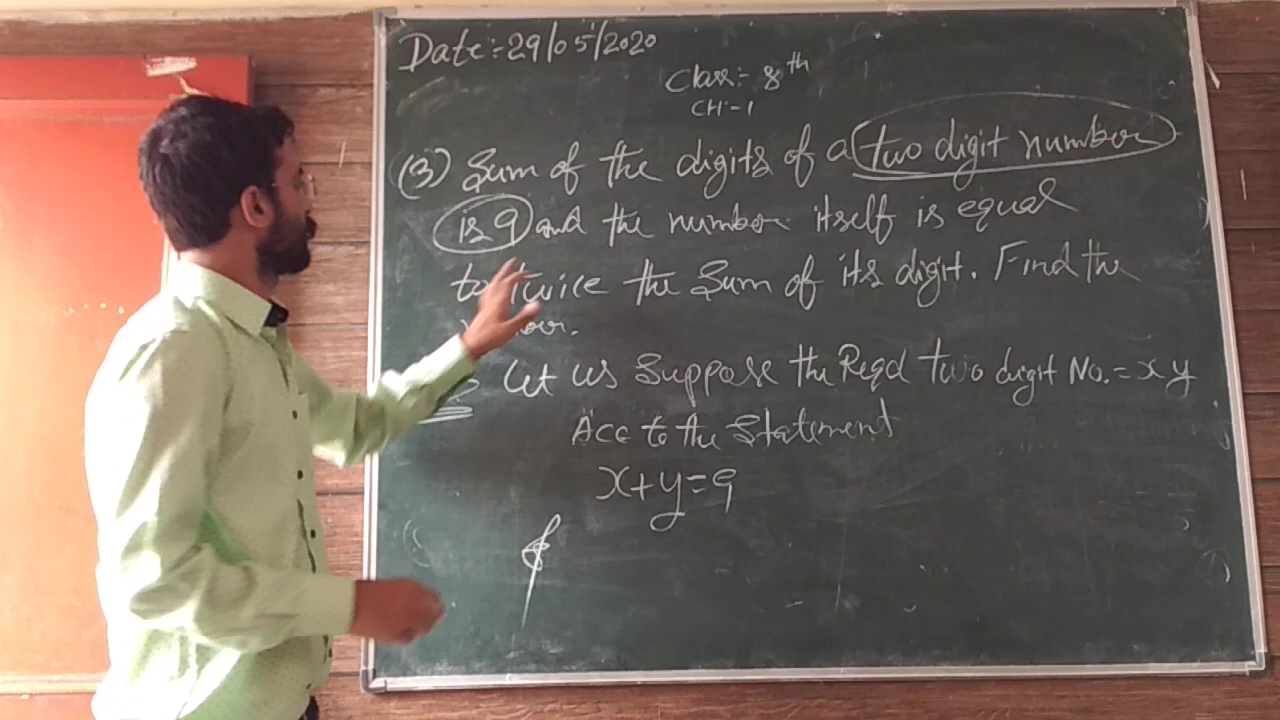 Date:- 29/05/2020
Class:- 8th
CH:-1
(3) Sum of the digits of a two digit number
is 9 and the number itself is equal
to twice the sum of its digit. Find the
Let us suppose the Reqd two digit No. = xy
Acc to the statement
x+y=9
&